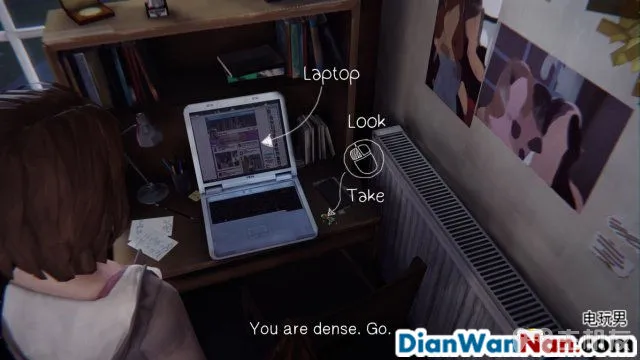 Laptop
Look
Take
You are dense. Go.
电玩男
DianWanNan.com